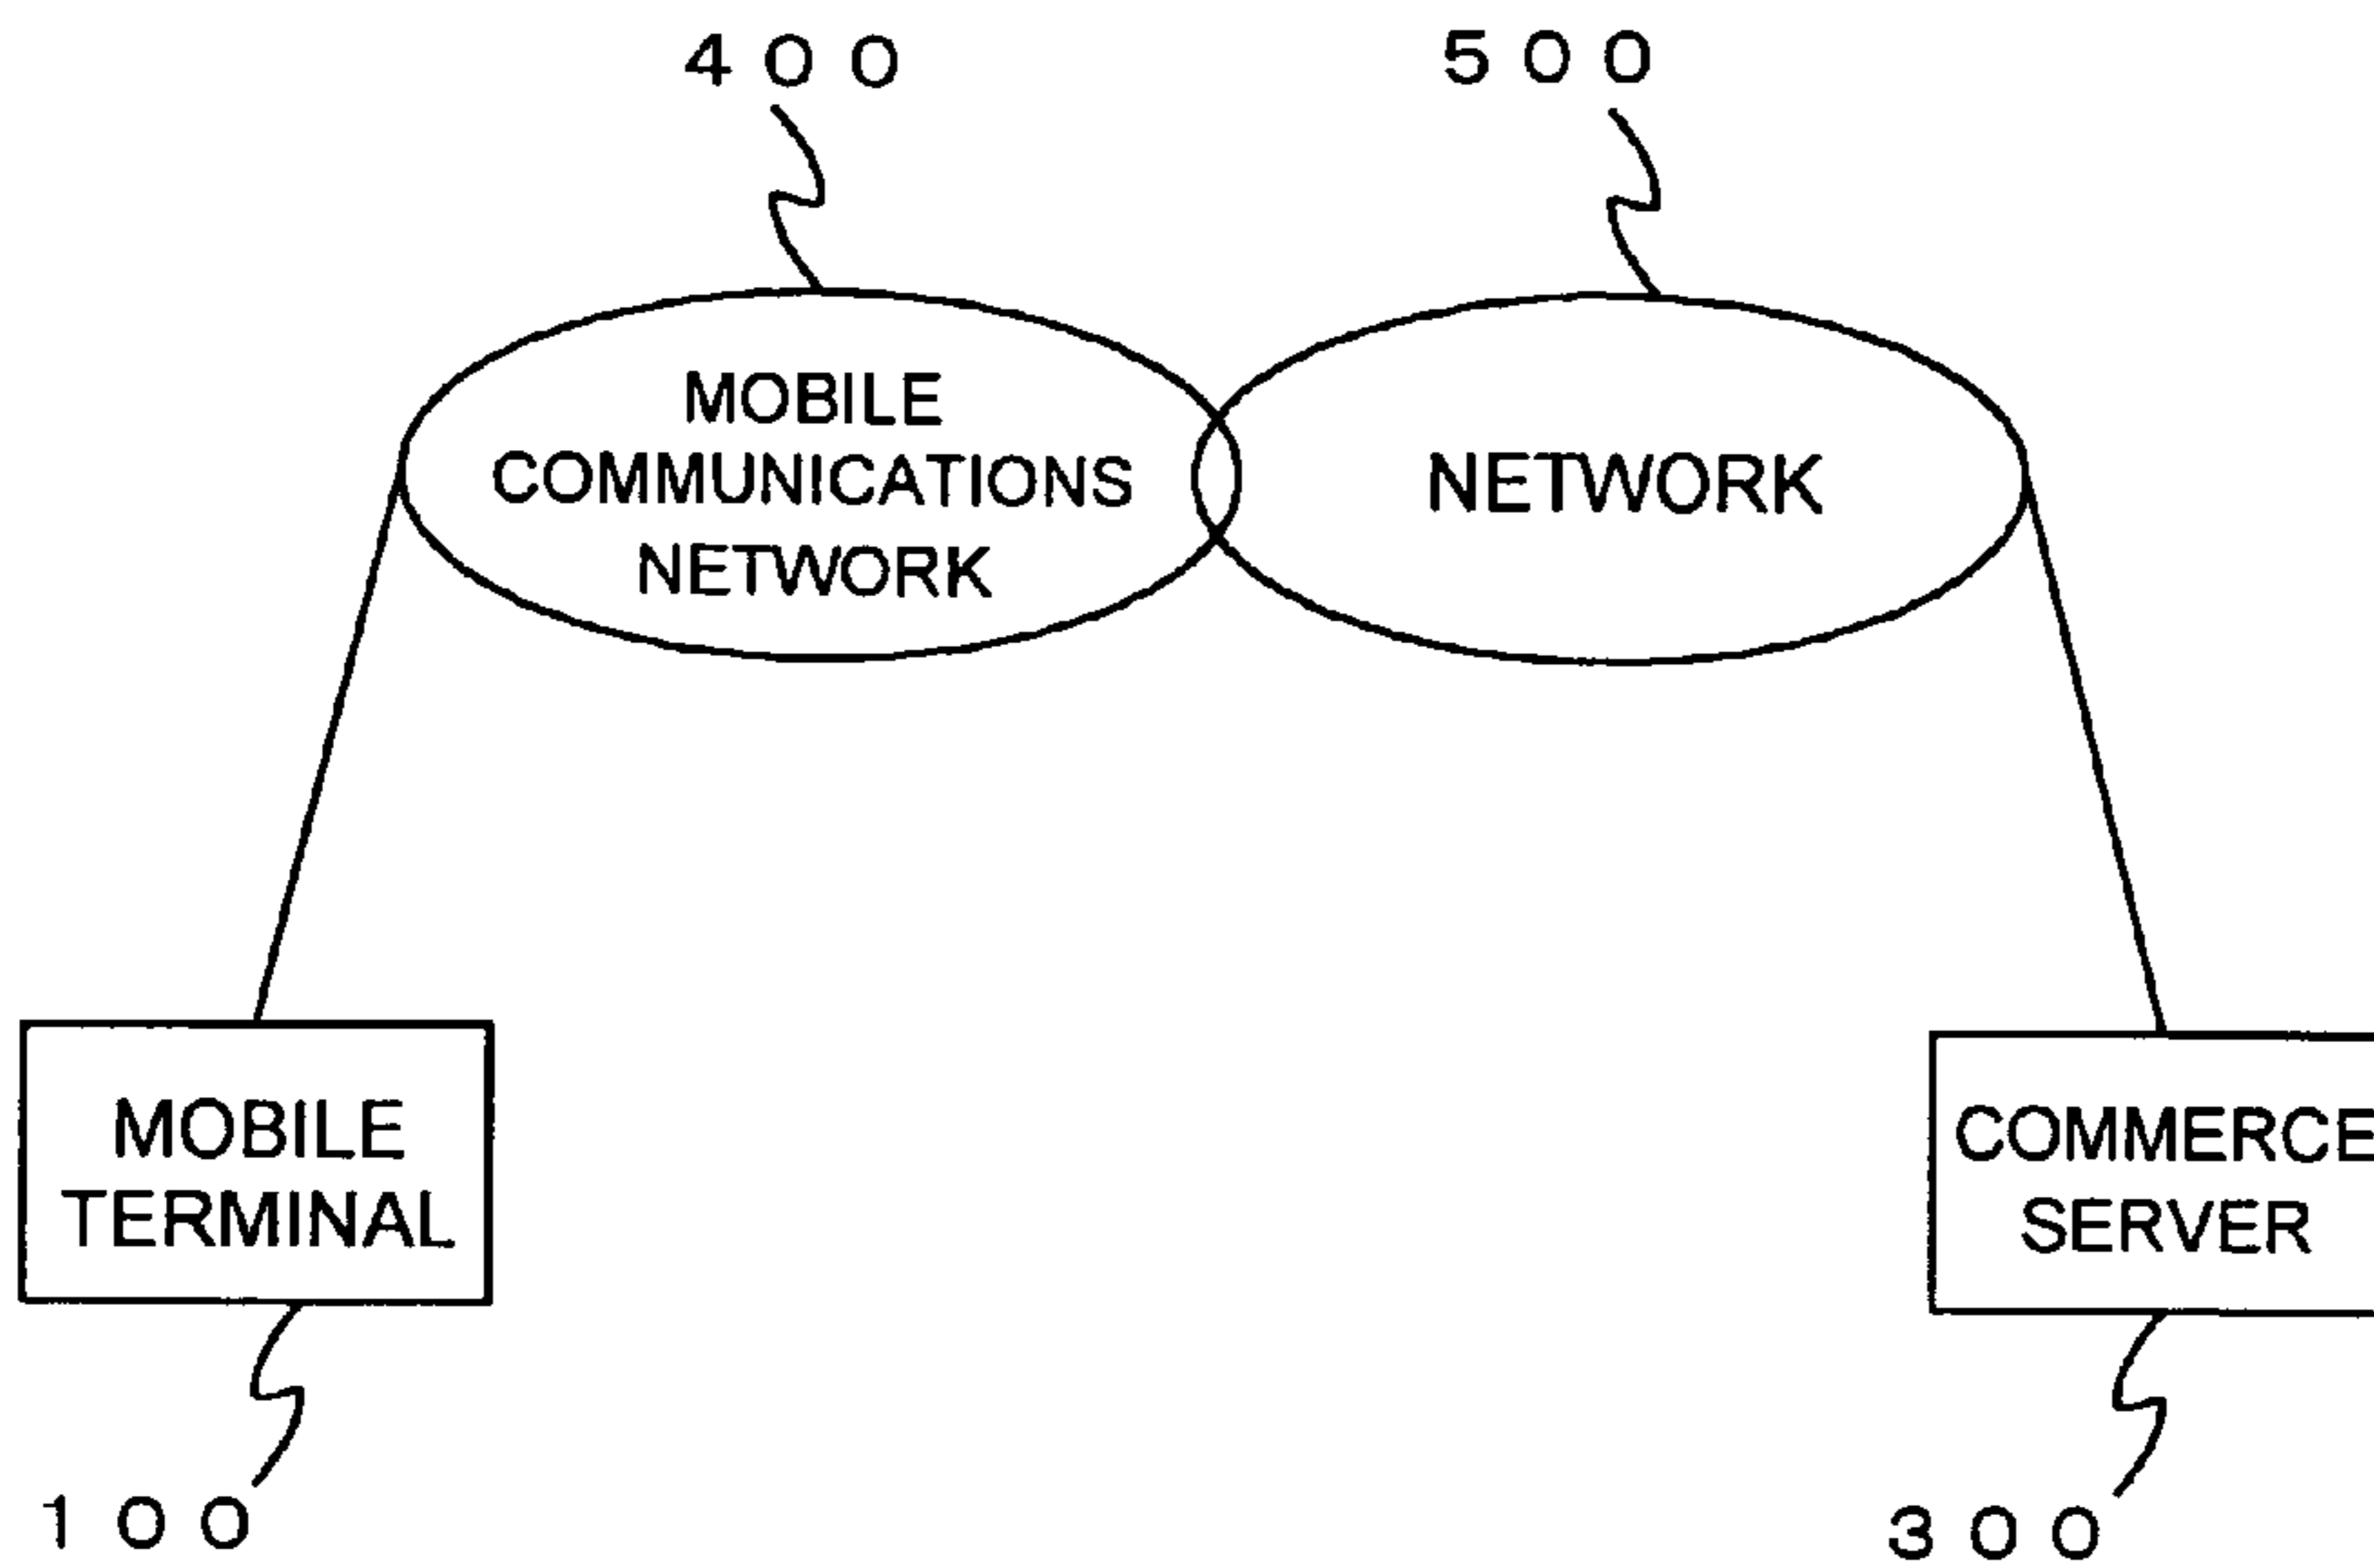 400
500
MOBILE
COMMUNICATIONS
NETWORK
NETWORK
MOBILE
TERMINAL
COMMERCE
SERVER
100
300